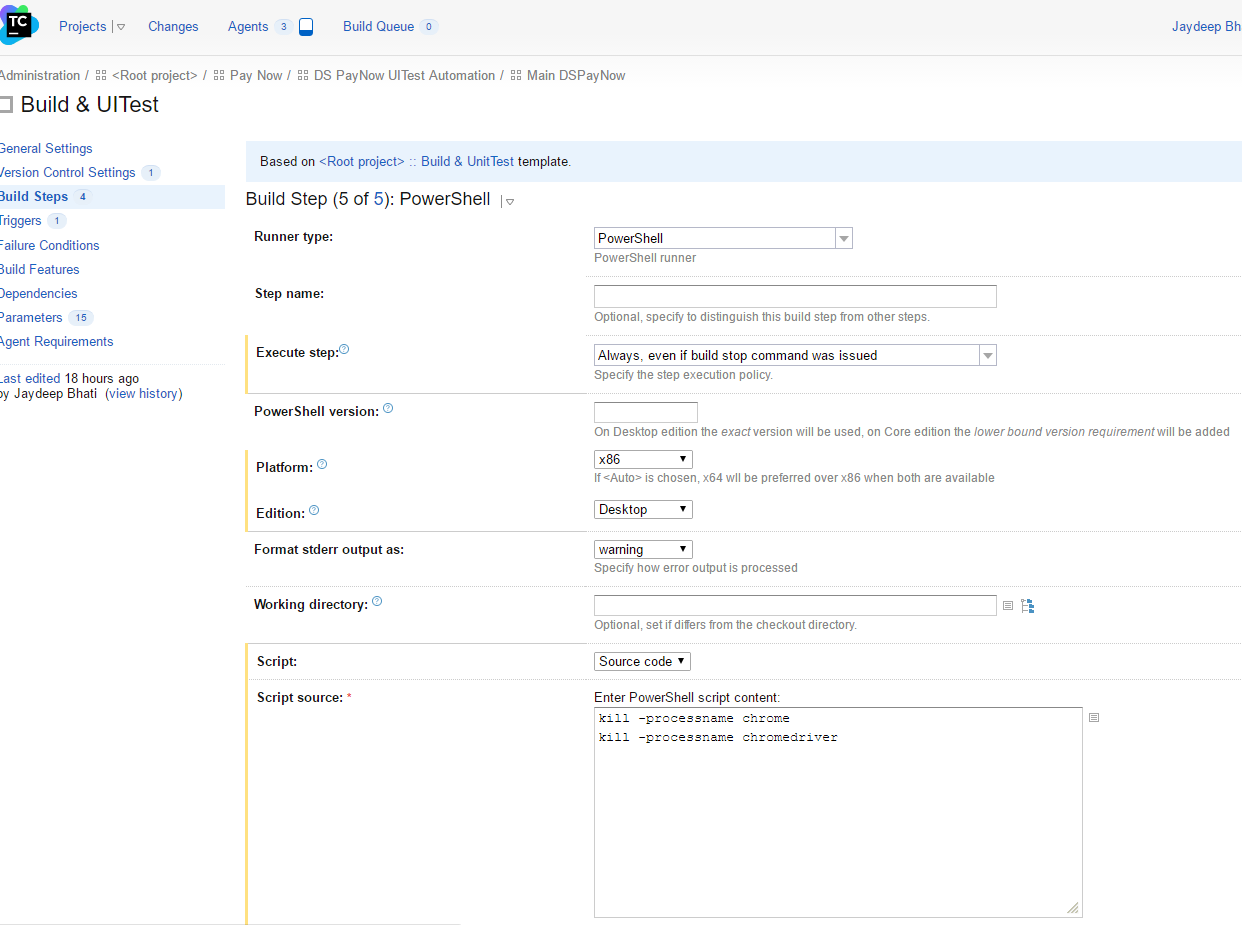 TC
Projects Changes Agents 3 Build Queue 0 Jaydeep Bh
Administration / <Root project> / Pay Now / DS PayNow UITest Automation / Main DSPayNow
Build & UITest
General Settings
Version Control Settings 1
Build Steps 4
Triggers 1
Failure Conditions
Build Features
Dependencies
Parameters 15
Agent Requirements
Last edited 18 hours ago
by Jaydeep Bhati (view history)
Based on <Root project> :: Build & UnitTest template.
Build Step (5 of 5): PowerShell
Runner type: PowerShell
PowerShell runner
Step name:
Optional, specify to distinguish this build step from other steps.
Execute step: Always, even if build stop command was issued
Specify the step execution policy.
PowerShell version:
On Desktop edition the exact version will be used, on Core edition the lower bound version requirement will be added
Platform: x86
If <Auto> is chosen, x64 wll be preferred over x86 when both are available
Edition: Desktop
Format stderr output as: warning
Specify how error output is processed
Working directory:
Optional, set if differs from the checkout directory.
Script: Source code
Script source: * Enter PowerShell script content:
kill -processname chrome
kill -processname chromedriver